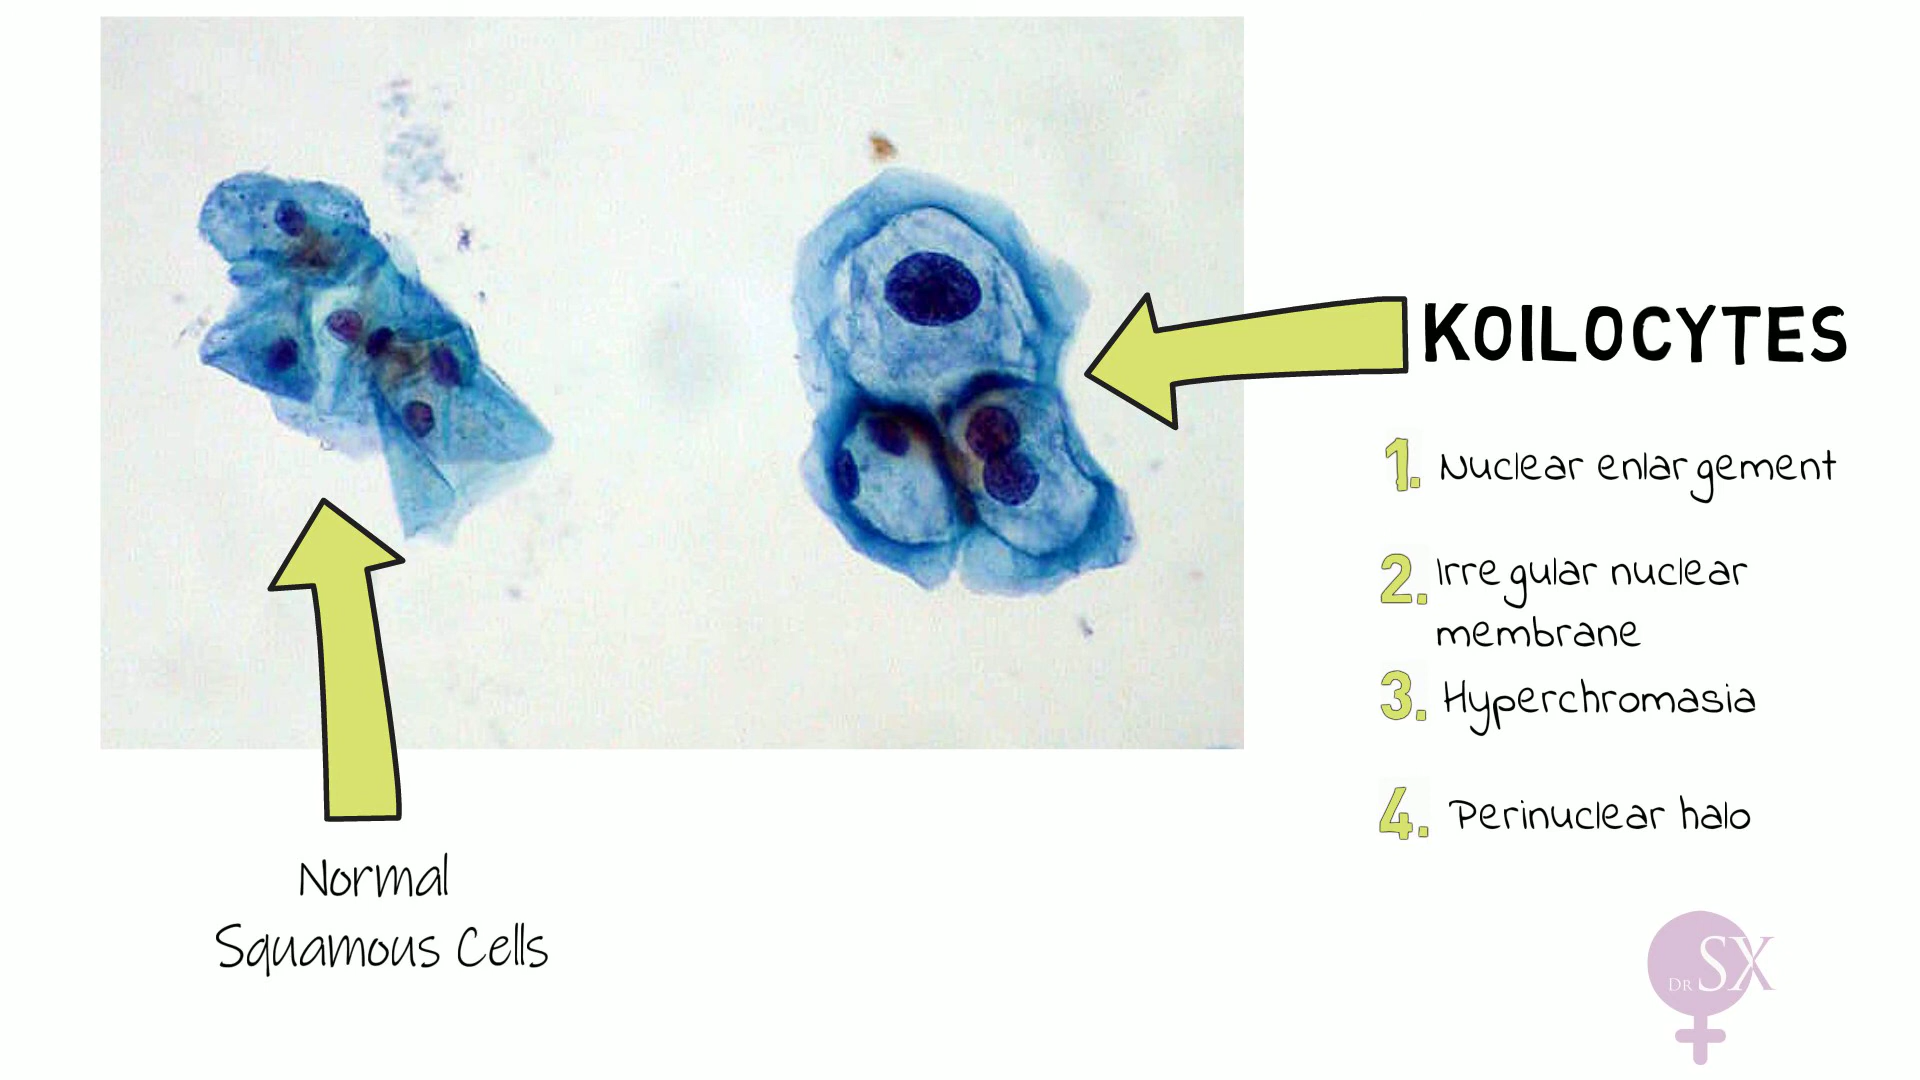 KOILOCYTES
1. Nuclear enlargement
2. Irregular nuclear
membrane
3. Hyperchromasia
4. Perinuclear halo
Normal
Squamous Cells
DR SX